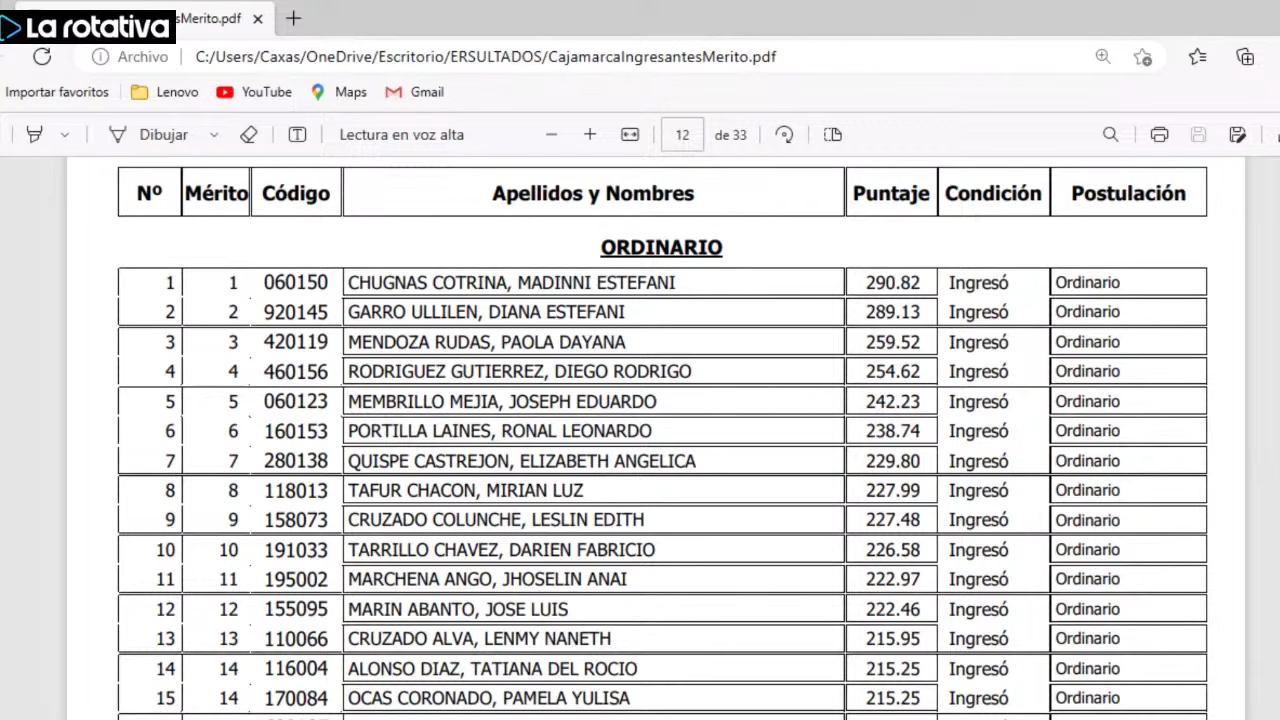 La rotativa
sMerito.pdf
Archivo C:/Users/Caxas/OneDrive/Escritorio/ERSULTADOS/CajamarcaIngresantesMerito.pdf
Importar favoritos Lenovo YouTube Maps Gmail
Dibujar Lectura en voz alta 12 de 33
Nº Mérito Código Apellidos y Nombres Puntaje Condición Postulación
ORDINARIO
1 1 060150 CHUGNAS COTRINA, MADINNI ESTEFANI 290.82 Ingresó Ordinario
2 2 920145 GARRO ULLILEN, DIANA ESTEFANI 289.13 Ingresó Ordinario
3 3 420119 MENDOZA RUDAS, PAOLA DAYANA 259.52 Ingresó Ordinario
4 4 460156 RODRIGUEZ GUTIERREZ, DIEGO RODRIGO 254.62 Ingresó Ordinario
5 5 060123 MEMBRILLO MEJIA, JOSEPH EDUARDO 242.23 Ingresó Ordinario
6 6 160153 PORTILLA LAINES, RONAL LEONARDO 238.74 Ingresó Ordinario
7 7 280138 QUISPE CASTREJON, ELIZABETH ANGELICA 229.80 Ingresó Ordinario
8 8 118013 TAFUR CHACON, MIRIAN LUZ 227.99 Ingresó Ordinario
9 9 158073 CRUZADO COLUNCHE, LESLIN EDITH 227.48 Ingresó Ordinario
10 10 191033 TARRILLO CHAVEZ, DARIEN FABRICIO 226.58 Ingresó Ordinario
11 11 195002 MARCHENA ANGO, JHOSELIN ANAI 222.97 Ingresó Ordinario
12 12 155095 MARIN ABANTO, JOSE LUIS 222.46 Ingresó Ordinario
13 13 110066 CRUZADO ALVA, LENMY NANETH 215.95 Ingresó Ordinario
14 14 116004 ALONSO DIAZ, TATIANA DEL ROCIO 215.25 Ingresó Ordinario
15 14 170084 OCAS CORONADO, PAMELA YULISA 215.25 Ingresó Ordinario